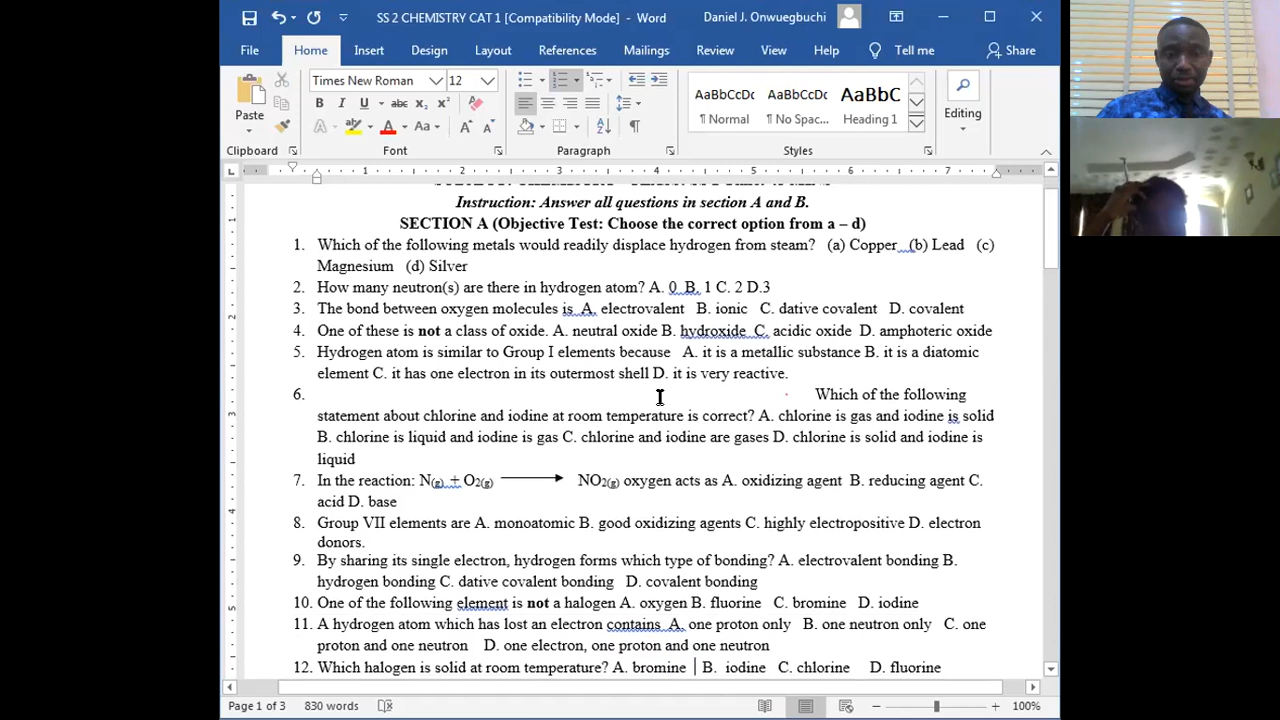 SS 2 CHEMISTRY CAT 1 [Compatibility Mode] - Word Daniel J. Onwuegbuchi
File Home Insert Design Layout References Mailings Review View Help Tell me Share
Times New Roman 12
Paste
B I U abc x₂ x²
A Aa A A
AaBbCcDc AaBbCcDc AaBbC
¶ Normal ¶ No Spac... Heading 1
Editing
Clipboard Font Paragraph Styles
1 2 3 4 5 6 7
Instruction: Answer all questions in section A and B.
SECTION A (Objective Test: Choose the correct option from a – d)
1. Which of the following metals would readily displace hydrogen from steam? (a) Copper (b) Lead (c)
Magnesium (d) Silver
2. How many neutron(s) are there in hydrogen atom? A. 0 B. 1 C. 2 D.3
3. The bond between oxygen molecules is A. electrovalent B. ionic C. dative covalent D. covalent
4. One of these is not a class of oxide. A. neutral oxide B. hydroxide C. acidic oxide D. amphoteric oxide
5. Hydrogen atom is similar to Group I elements because A. it is a metallic substance B. it is a diatomic
element C. it has one electron in its outermost shell D. it is very reactive.
6. Which of the following
statement about chlorine and iodine at room temperature is correct? A. chlorine is gas and iodine is solid
B. chlorine is liquid and iodine is gas C. chlorine and iodine are gases D. chlorine is solid and iodine is
liquid
7. In the reaction: N(g) + O2(g) NO2(g) oxygen acts as A. oxidizing agent B. reducing agent C.
acid D. base
8. Group VII elements are A. monoatomic B. good oxidizing agents C. highly electropositive D. electron
donors.
9. By sharing its single electron, hydrogen forms which type of bonding? A. electrovalent bonding B.
hydrogen bonding C. dative covalent bonding D. covalent bonding
10. One of the following element is not a halogen A. oxygen B. fluorine C. bromine D. iodine
11. A hydrogen atom which has lost an electron contains A. one proton only B. one neutron only C. one
proton and one neutron D. one electron, one proton and one neutron
12. Which halogen is solid at room temperature? A. bromine B. iodine C. chlorine D. fluorine
Page 1 of 3 830 words 100%